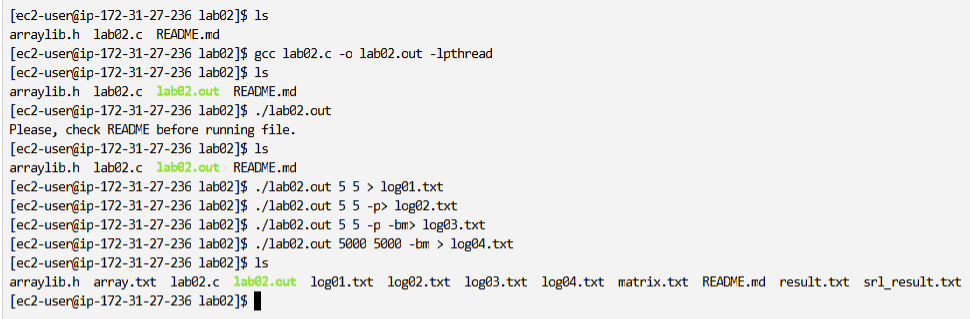 [ec2-user@ip-172-31-27-236 lab02]$ ls
arraylib.h lab02.c README.md
[ec2-user@ip-172-31-27-236 lab02]$ gcc lab02.c -o lab02.out -lpthread
[ec2-user@ip-172-31-27-236 lab02]$ ls
arraylib.h lab02.c lab02.out README.md
[ec2-user@ip-172-31-27-236 lab02]$ ./lab02.out
Please, check README before running file.
[ec2-user@ip-172-31-27-236 lab02]$ ls
arraylib.h lab02.c lab02.out README.md
[ec2-user@ip-172-31-27-236 lab02]$ ./lab02.out 5 5 > log01.txt
[ec2-user@ip-172-31-27-236 lab02]$ ./lab02.out 5 5 -p> log02.txt
[ec2-user@ip-172-31-27-236 lab02]$ ./lab02.out 5 5 -p -bm> log03.txt
[ec2-user@ip-172-31-27-236 lab02]$ ./lab02.out 5000 5000 -bm > log04.txt
[ec2-user@ip-172-31-27-236 lab02]$ ls
arraylib.h array.txt lab02.c lab02.out log01.txt log02.txt log03.txt log04.txt matrix.txt README.md result.txt srl_result.txt
[ec2-user@ip-172-31-27-236 lab02]$